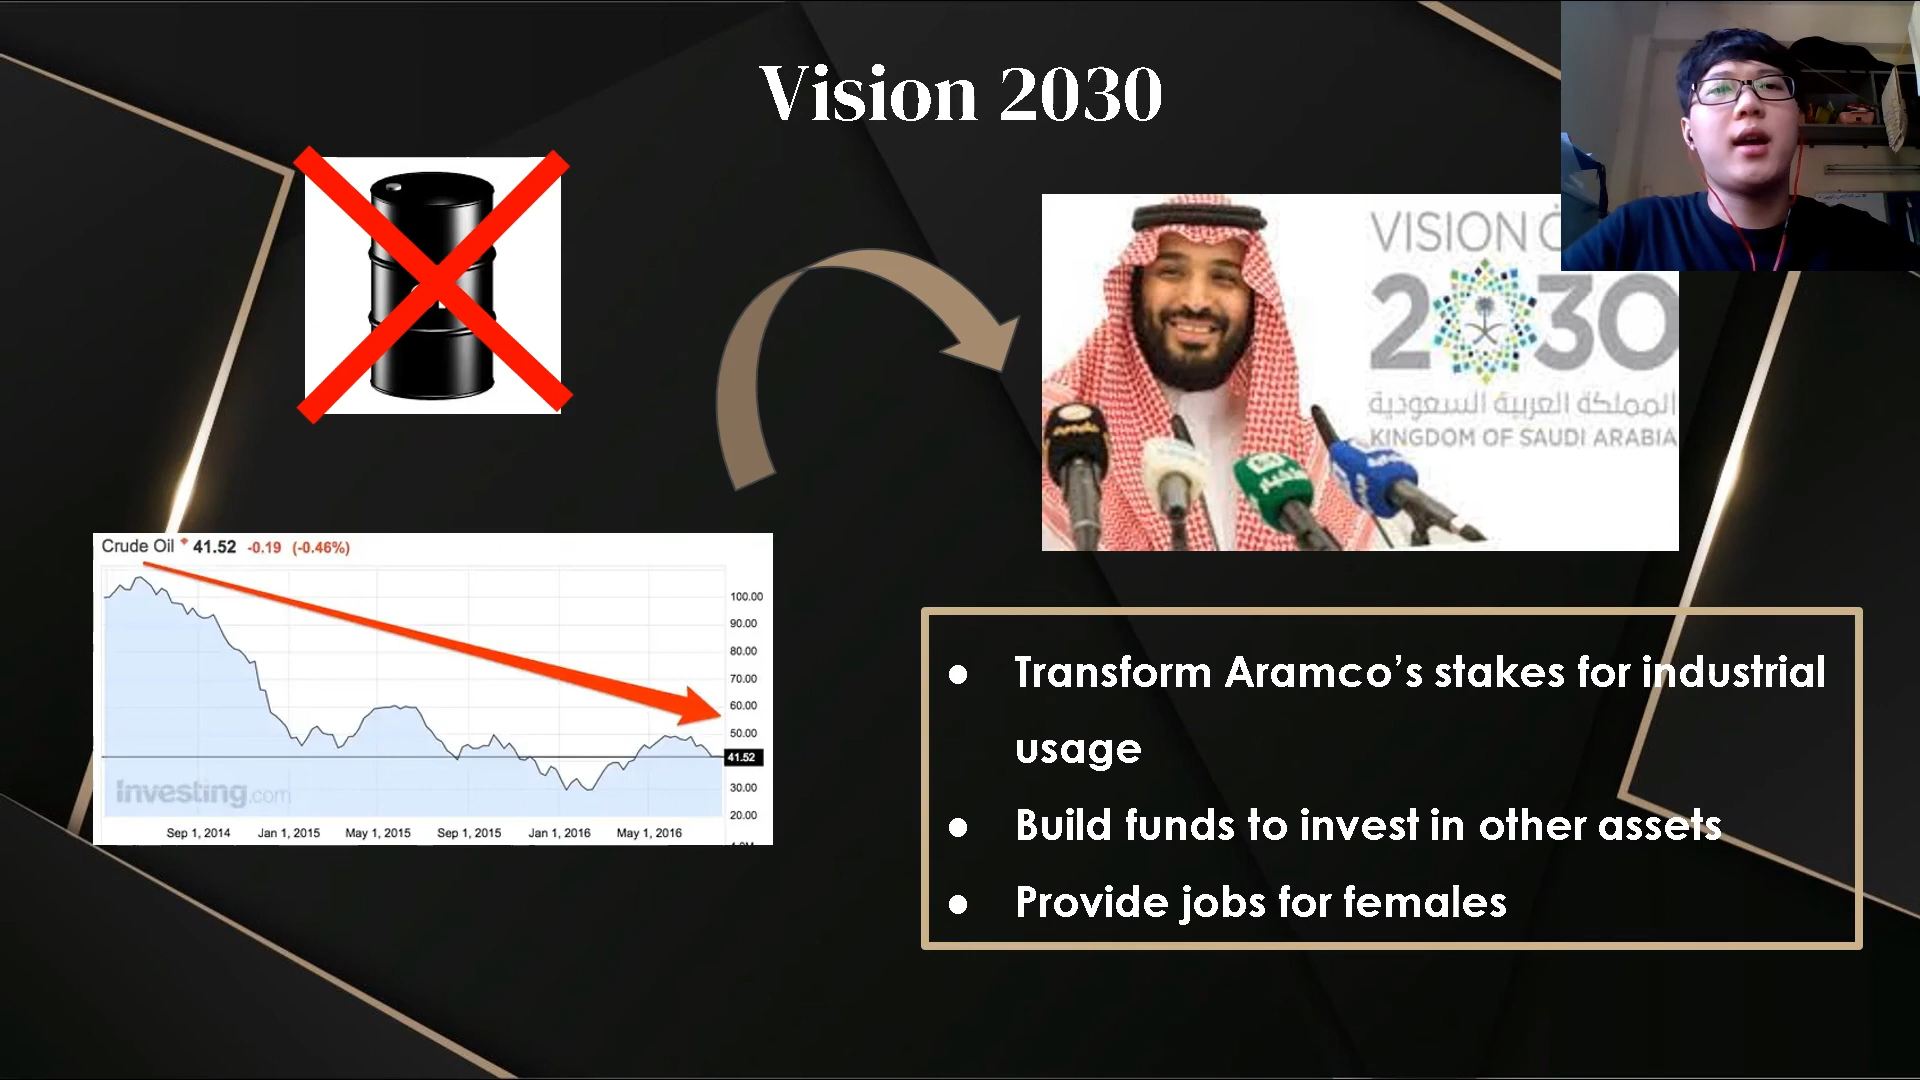 Vision 2030
VISION
2030
المملكة العربية السعودية
KINGDOM OF SAUDI ARABIA
Crude Oil 41.52 -0.19 (-0.46%)
100.00
90.00
80.00
70.00
60.00
50.00
41.52
30.00
20.00
Investing.com
Sep 1, 2014 Jan 1, 2015 May 1, 2015 Sep 1, 2015 Jan 1, 2016 May 1, 2016
● Transform Aramco’s stakes for industrial
usage
● Build funds to invest in other assets
● Provide jobs for females